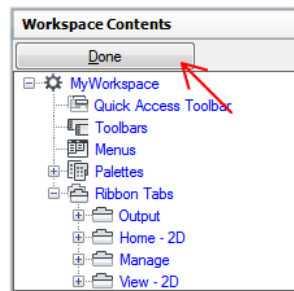 Workspace Contents
Done
MyWorkspace
Quick Access Toolbar
Toolbars
Menus
Palettes
Ribbon Tabs
Output
Home - 2D
Manage
View - 2D